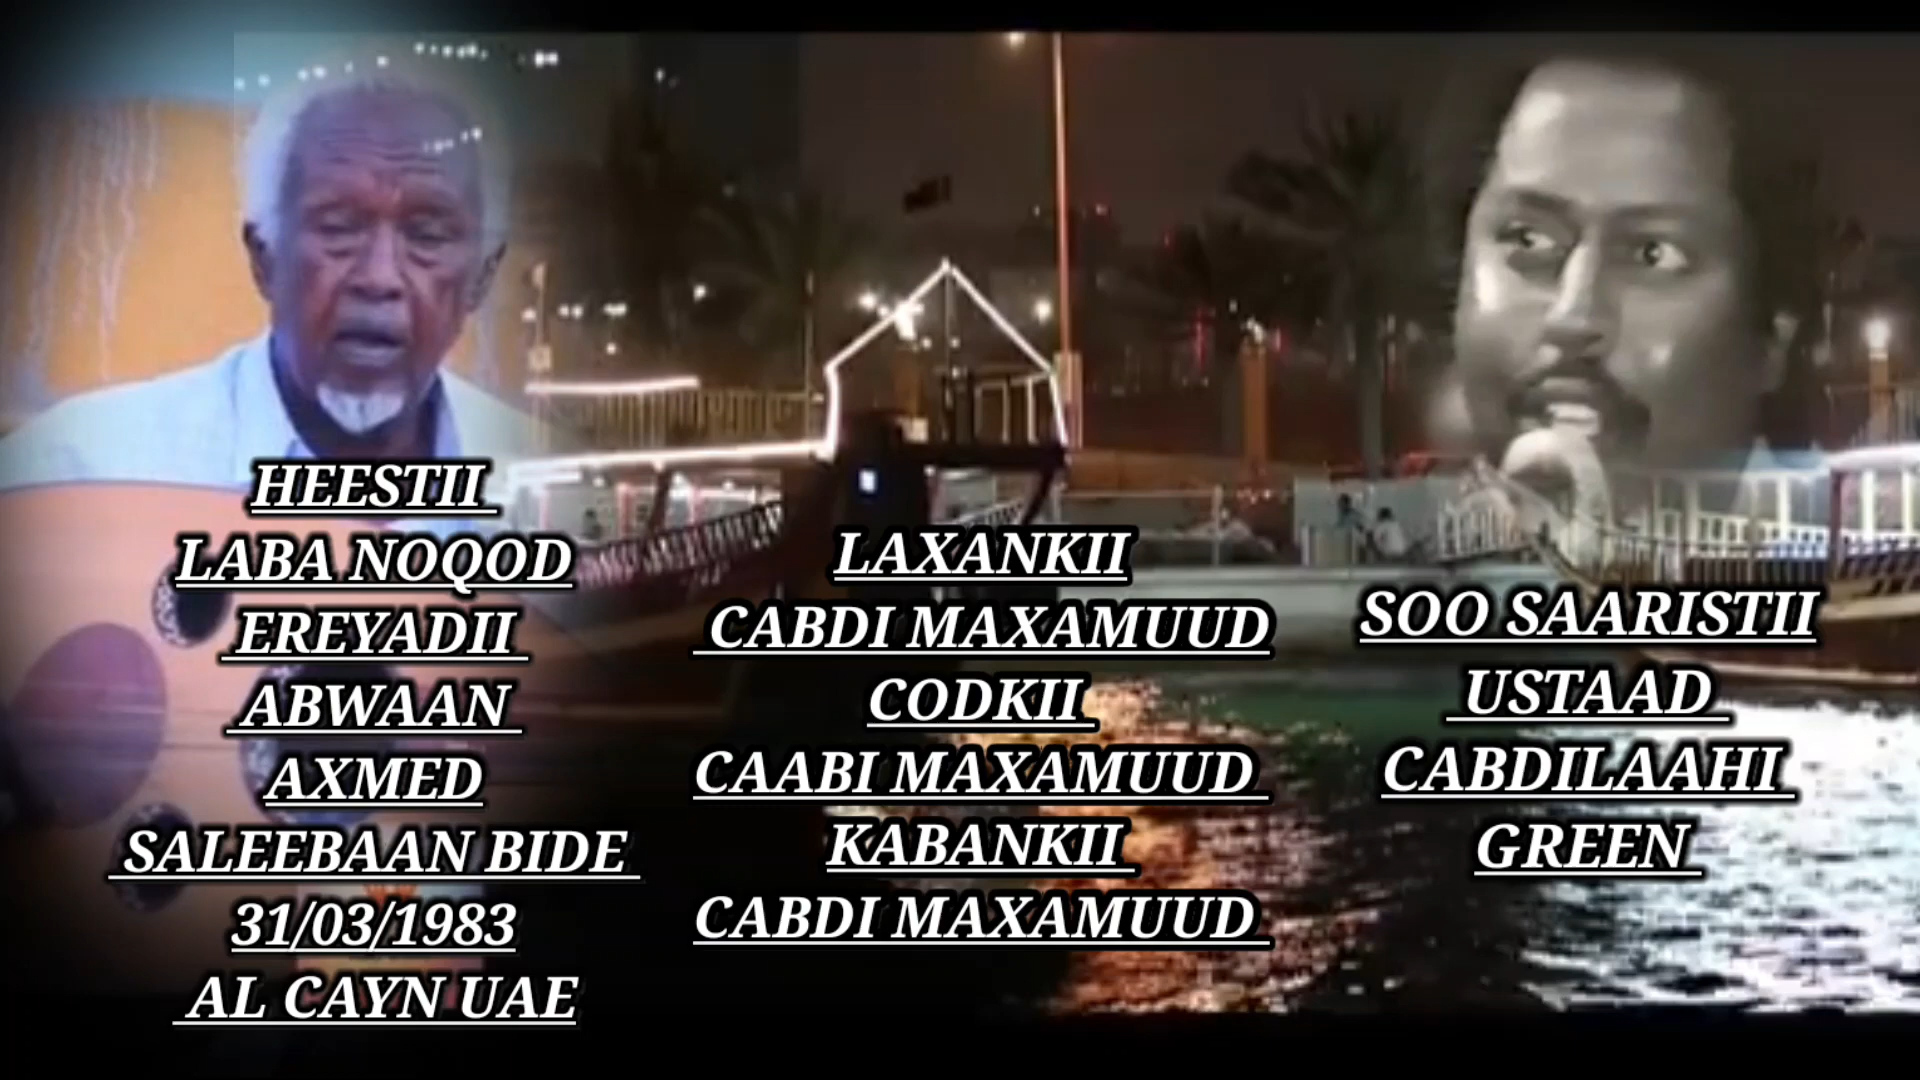 HEESTII
LABA NOQOD
EREYADII
ABWAAN
AXMED
SALEEBAAN BIDE
31/03/1983
AL CAYN UAE
LAXANKII
CABDI MAXAMUUD
CODKII
CAABI MAXAMUUD
KABANKII
CABDI MAXAMUUD
SOO SAARISTII
USTAAD
CABDILAAHI
GREEN